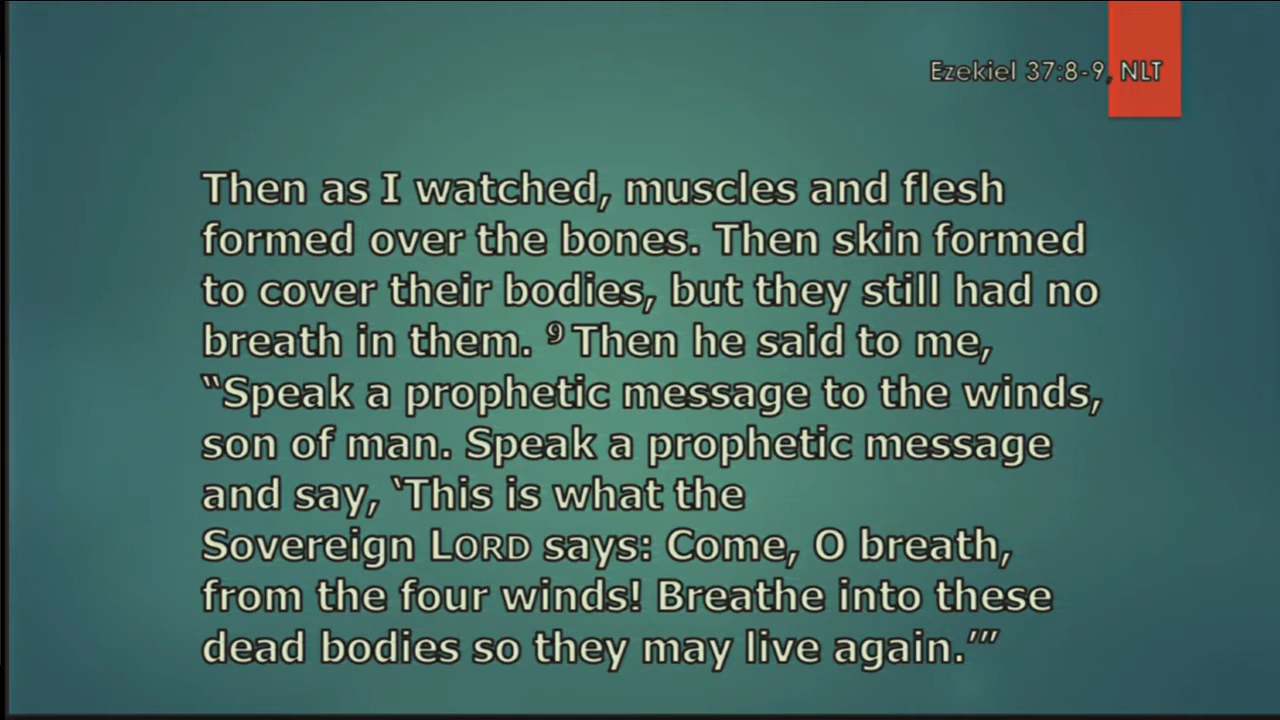 Ezekiel 37:8-9, NLT
Then as I watched, muscles and flesh
formed over the bones. Then skin formed
to cover their bodies, but they still had no
breath in them. ⁹ Then he said to me,
“Speak a prophetic message to the winds,
son of man. Speak a prophetic message
and say, ‘This is what the
Sovereign LORD says: Come, O breath,
from the four winds! Breathe into these
dead bodies so they may live again.’”